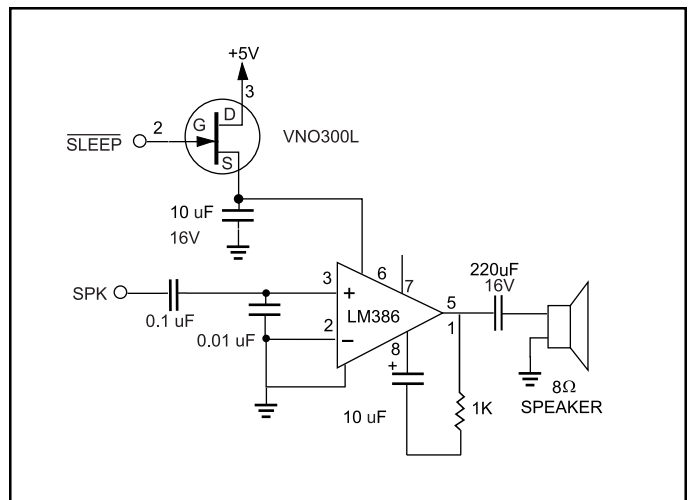 +5V
3
D
2
G
VNO300L
SLEEP
S
10 uF
16V
6
220uF
16V
7
3
5
SPK
+
LM386
1
0.1 uF
0.01 uF
2
−
8
+
8Ω
SPEAKER
10 uF
1K